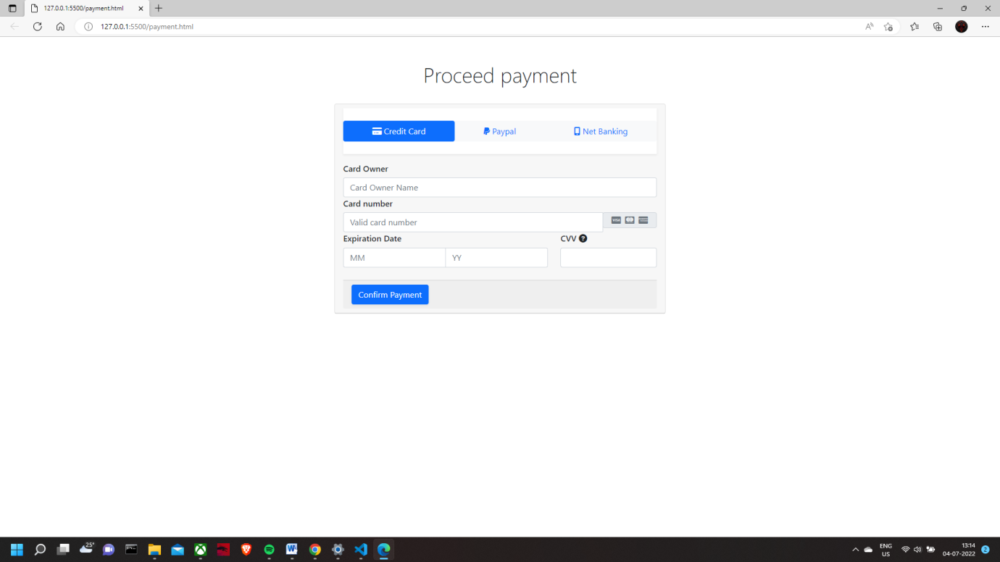 127.0.0.1:5500/payment.html
127.0.0.1:5500/payment.html
Proceed payment
Credit Card Paypal Net Banking
Card Owner
Card Owner Name
Card number
Valid card number
VISA
Expiration Date CVV ?
MM YY
Confirm Payment
25° ENG 13:14
US 04-07-2022 2